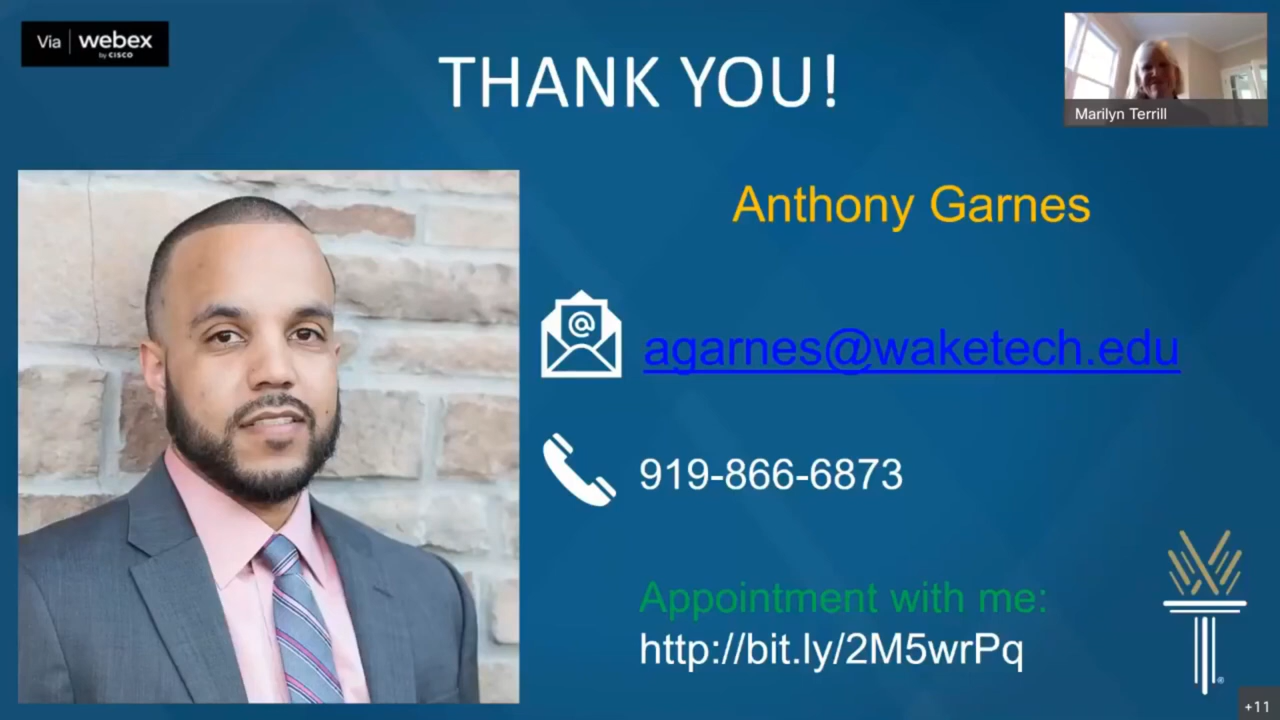 Via | webex
by CISCO
THANK YOU!
Marilyn Terrill
Anthony Garnes
@
agarnes@waketech.edu
919-866-6873
Appointment with me:
http://bit.ly/2M5wrPq
®
+11